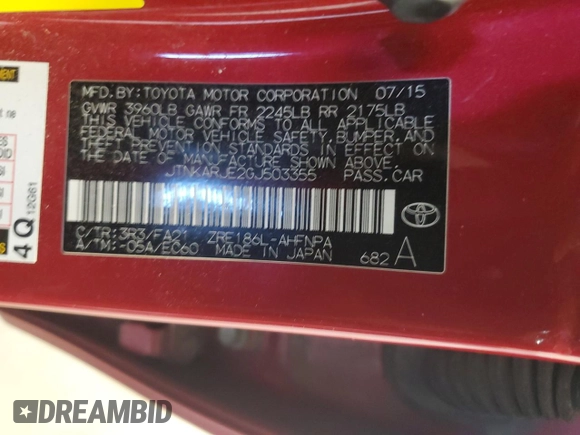 MFD. BY: TOYOTA MOTOR CORPORATION 07/15
GVWR 3960LB GAWR FR 2245LB RR 2175LB
THIS VEHICLE CONFORMS TO ALL APPLICABLE
FEDERAL MOTOR VEHICLE SAFETY, BUMPER, AND
THEFT PREVENTION STANDARDS IN EFFECT ON
THE DATE OF MANUFACTURE SHOWN ABOVE.
JTNKARJE2GJ503355 PASS. CAR
C/TR: 3R3/FA21 ZRE186L-AHFNPA
A/TM: -05A/EC60 MADE IN JAPAN
682 A
TOYOTA
4Q 12G61
DREAMBID